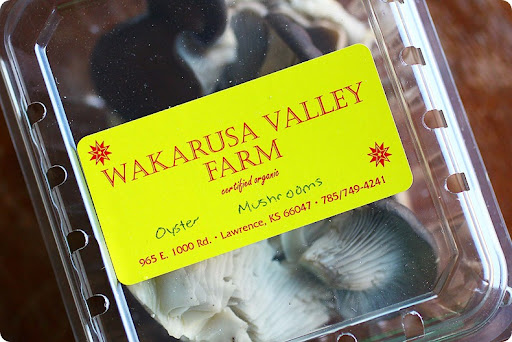 WAKARUSA VALLEY
FARM
certified organic
Oyster Mushrooms
965 E. 1000 Rd. • Lawrence, KS 66047 • 785/749-4241